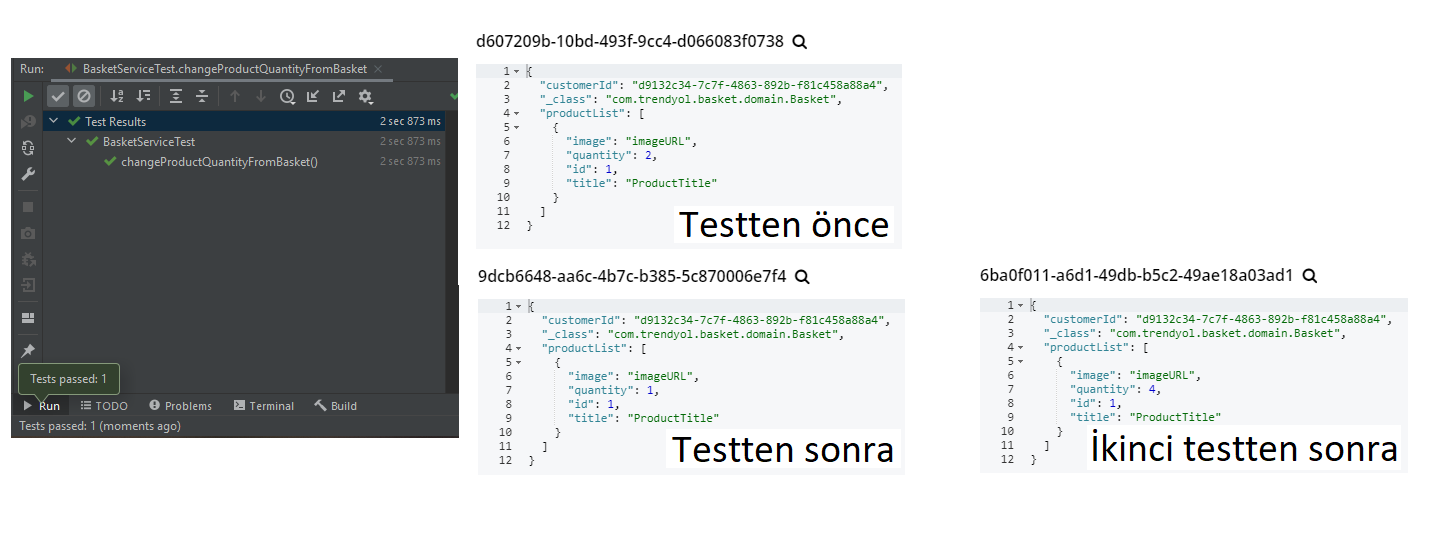 Run: BasketServiceTest.changeProductQuantityFromBasket
Test Results 2 sec 873 ms
BasketServiceTest 2 sec 873 ms
changeProductQuantityFromBasket() 2 sec 873 ms
Tests passed: 1
Run TODO Problems Terminal Build
Tests passed: 1 (moments ago)
d607209b-10bd-493f-9cc4-d066083f0738
1 {
2 "customerId": "d9132c34-7c7f-4863-892b-f81c458a88a4",
3 "_class": "com.trendyol.basket.domain.Basket",
4 "productList": [
5 {
6 "image": "imageURL",
7 "quantity": 2,
8 "id": 1,
9 "title": "ProductTitle"
10 }
11 ]
12 }
Testten önce
9dcb6648-aa6c-4b7c-b385-5c870006e7f4
1 {
2 "customerId": "d9132c34-7c7f-4863-892b-f81c458a88a4",
3 "_class": "com.trendyol.basket.domain.Basket",
4 "productList": [
5 {
6 "image": "imageURL",
7 "quantity": 1,
8 "id": 1,
9 "title": "ProductTitle"
10 }
11 ]
12 }
Testten sonra
6ba0f011-a6d1-49db-b5c2-49ae18a03ad1
1 {
2 "customerId": "d9132c34-7c7f-4863-892b-f81c458a88a4",
3 "_class": "com.trendyol.basket.domain.Basket",
4 "productList": [
5 {
6 "image": "imageURL",
7 "quantity": 4,
8 "id": 1,
9 "title": "ProductTitle"
10 }
11 ]
12 }
İkinci testten sonra